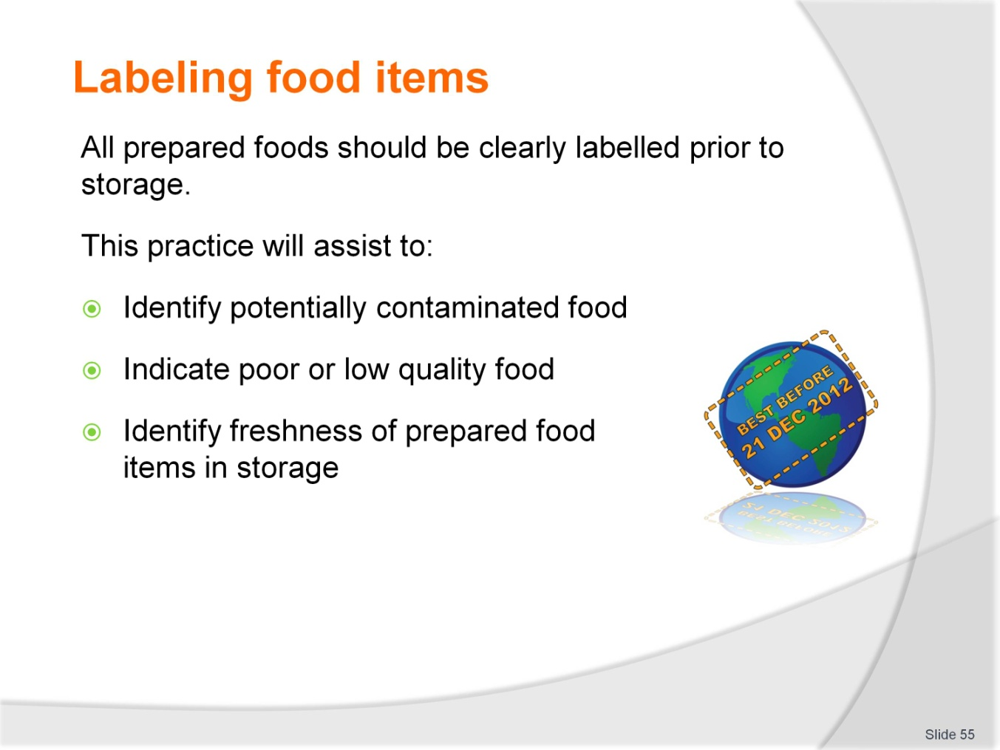 Labeling food items
All prepared foods should be clearly labelled prior to
storage.
This practice will assist to:
Identify potentially contaminated food
Indicate poor or low quality food
Identify freshness of prepared food
items in storage
BEST BEFORE
21 DEC 2012
Slide 55